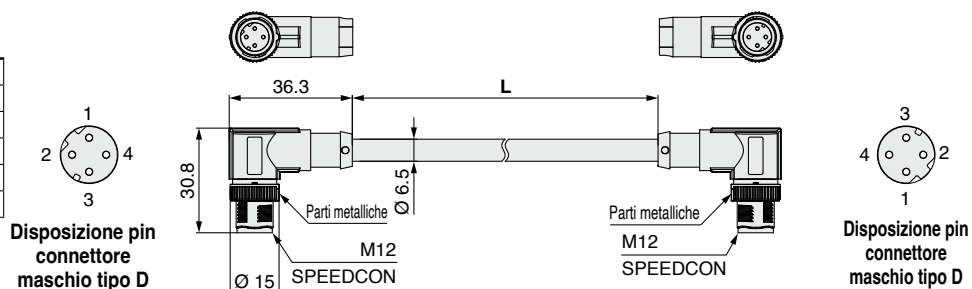 36.3
L
1
2
4
3
30.8
Ø 6.5
Parti metalliche
M12
SPEEDCON
Ø 15
Disposizione pin
connettore
maschio tipo D
Parti metalliche
M12
SPEEDCON
3
4
2
1
Disposizione pin
connettore
maschio tipo D